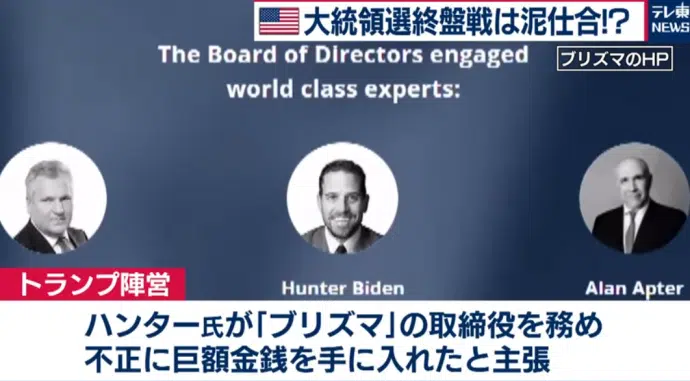 大統領選終盤戦は泥仕合!?
テレ東
NEWS
The Board of Directors engaged
ブリズマのHP
world class experts:
Hunter Biden
Alan Apter
トランプ陣営
ハンター氏が「ブリズマ」の取締役を務め
不正に巨額金銭を手に入れたと主張